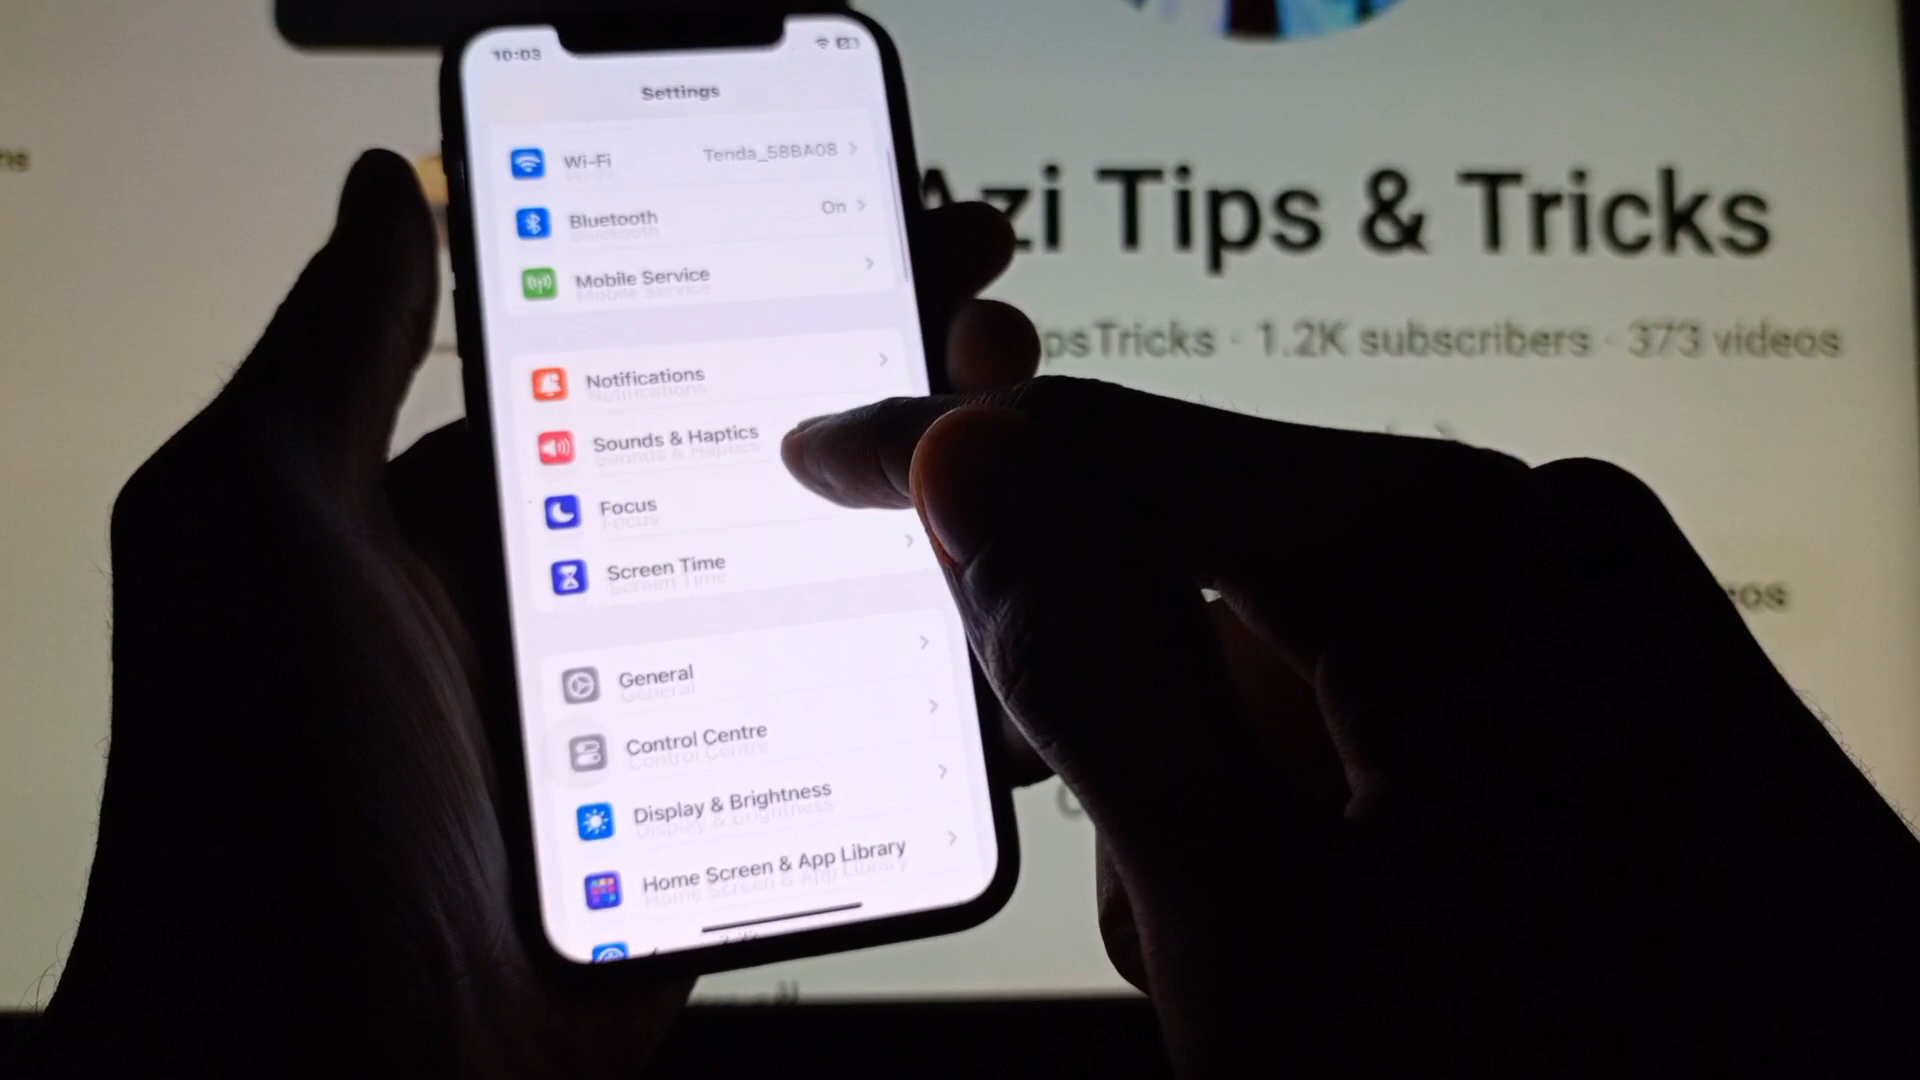 10:03
Settings
Wi-Fi Tenda_58BA08
Bluetooth On
Mobile Service
Notifications
Sounds & Haptics
Focus
Screen Time
General
Control Centre
Display & Brightness
Home Screen & App Library
Azi Tips & Tricks
psTricks · 1.2K subscribers · 373 videos